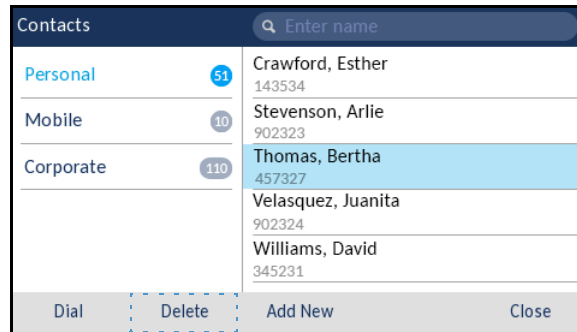 Contacts
Enter name
Personal 51
Mobile 10
Corporate 110
Crawford, Esther
143534
Stevenson, Arlie
902323
Thomas, Bertha
457327
Velasquez, Juanita
902324
Williams, David
345231
Dial Delete Add New Close